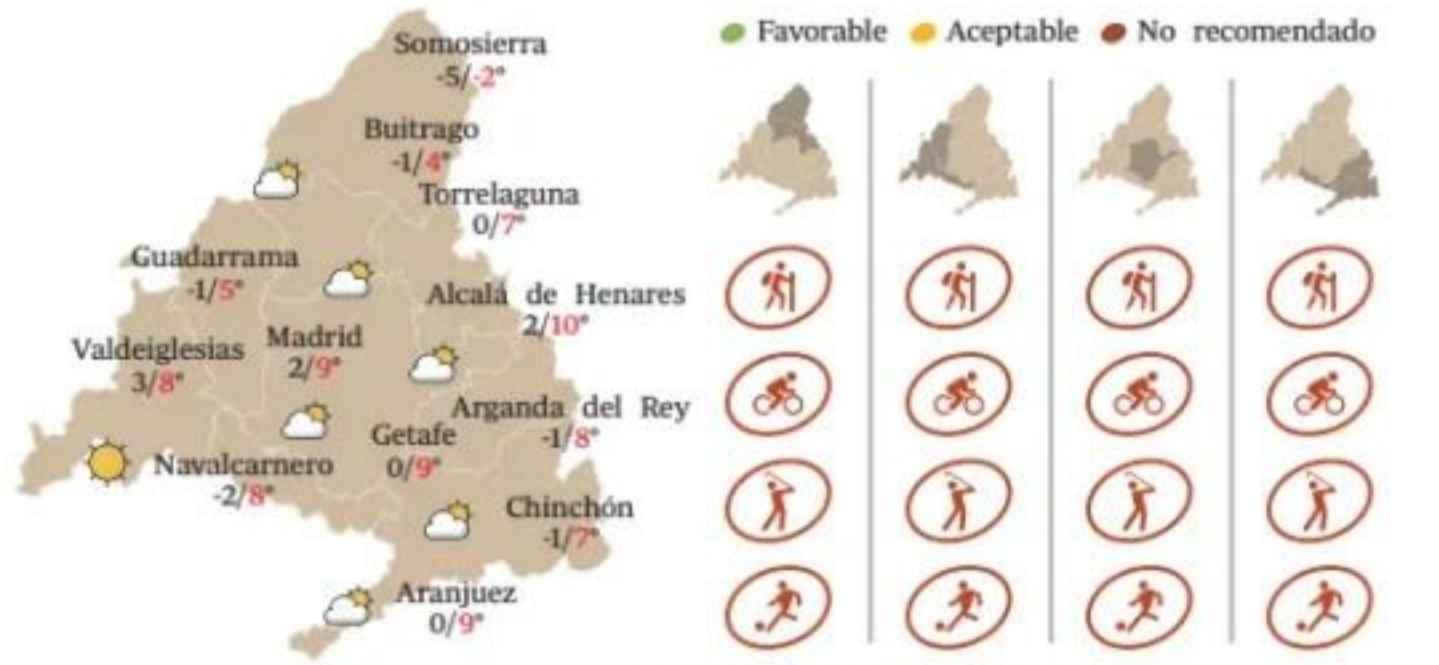 Somosierra
-5/-2°
Buitrago
-1/4°
Torrelaguna
0/7°
Guadarrama
-1/5°
Alcalá de Henares
2/10°
Madrid
2/9°
Valdeiglesias
3/8°
Arganda del Rey
-1/8°
Getafe
0/9°
Navalcarnero
-2/8°
Chinchón
-1/7°
Aranjuez
0/9°
Favorable Aceptable No recomendado